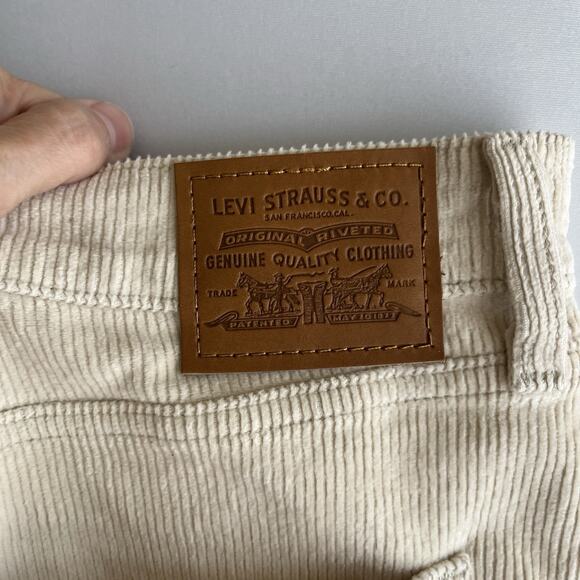 LEVI STRAUSS & CO.
SAN FRANCISCO, CAL.
ORIGINAL RIVETED
GENUINE QUALITY CLOTHING
TRADE MARK
PATENTED MAY 20 1873